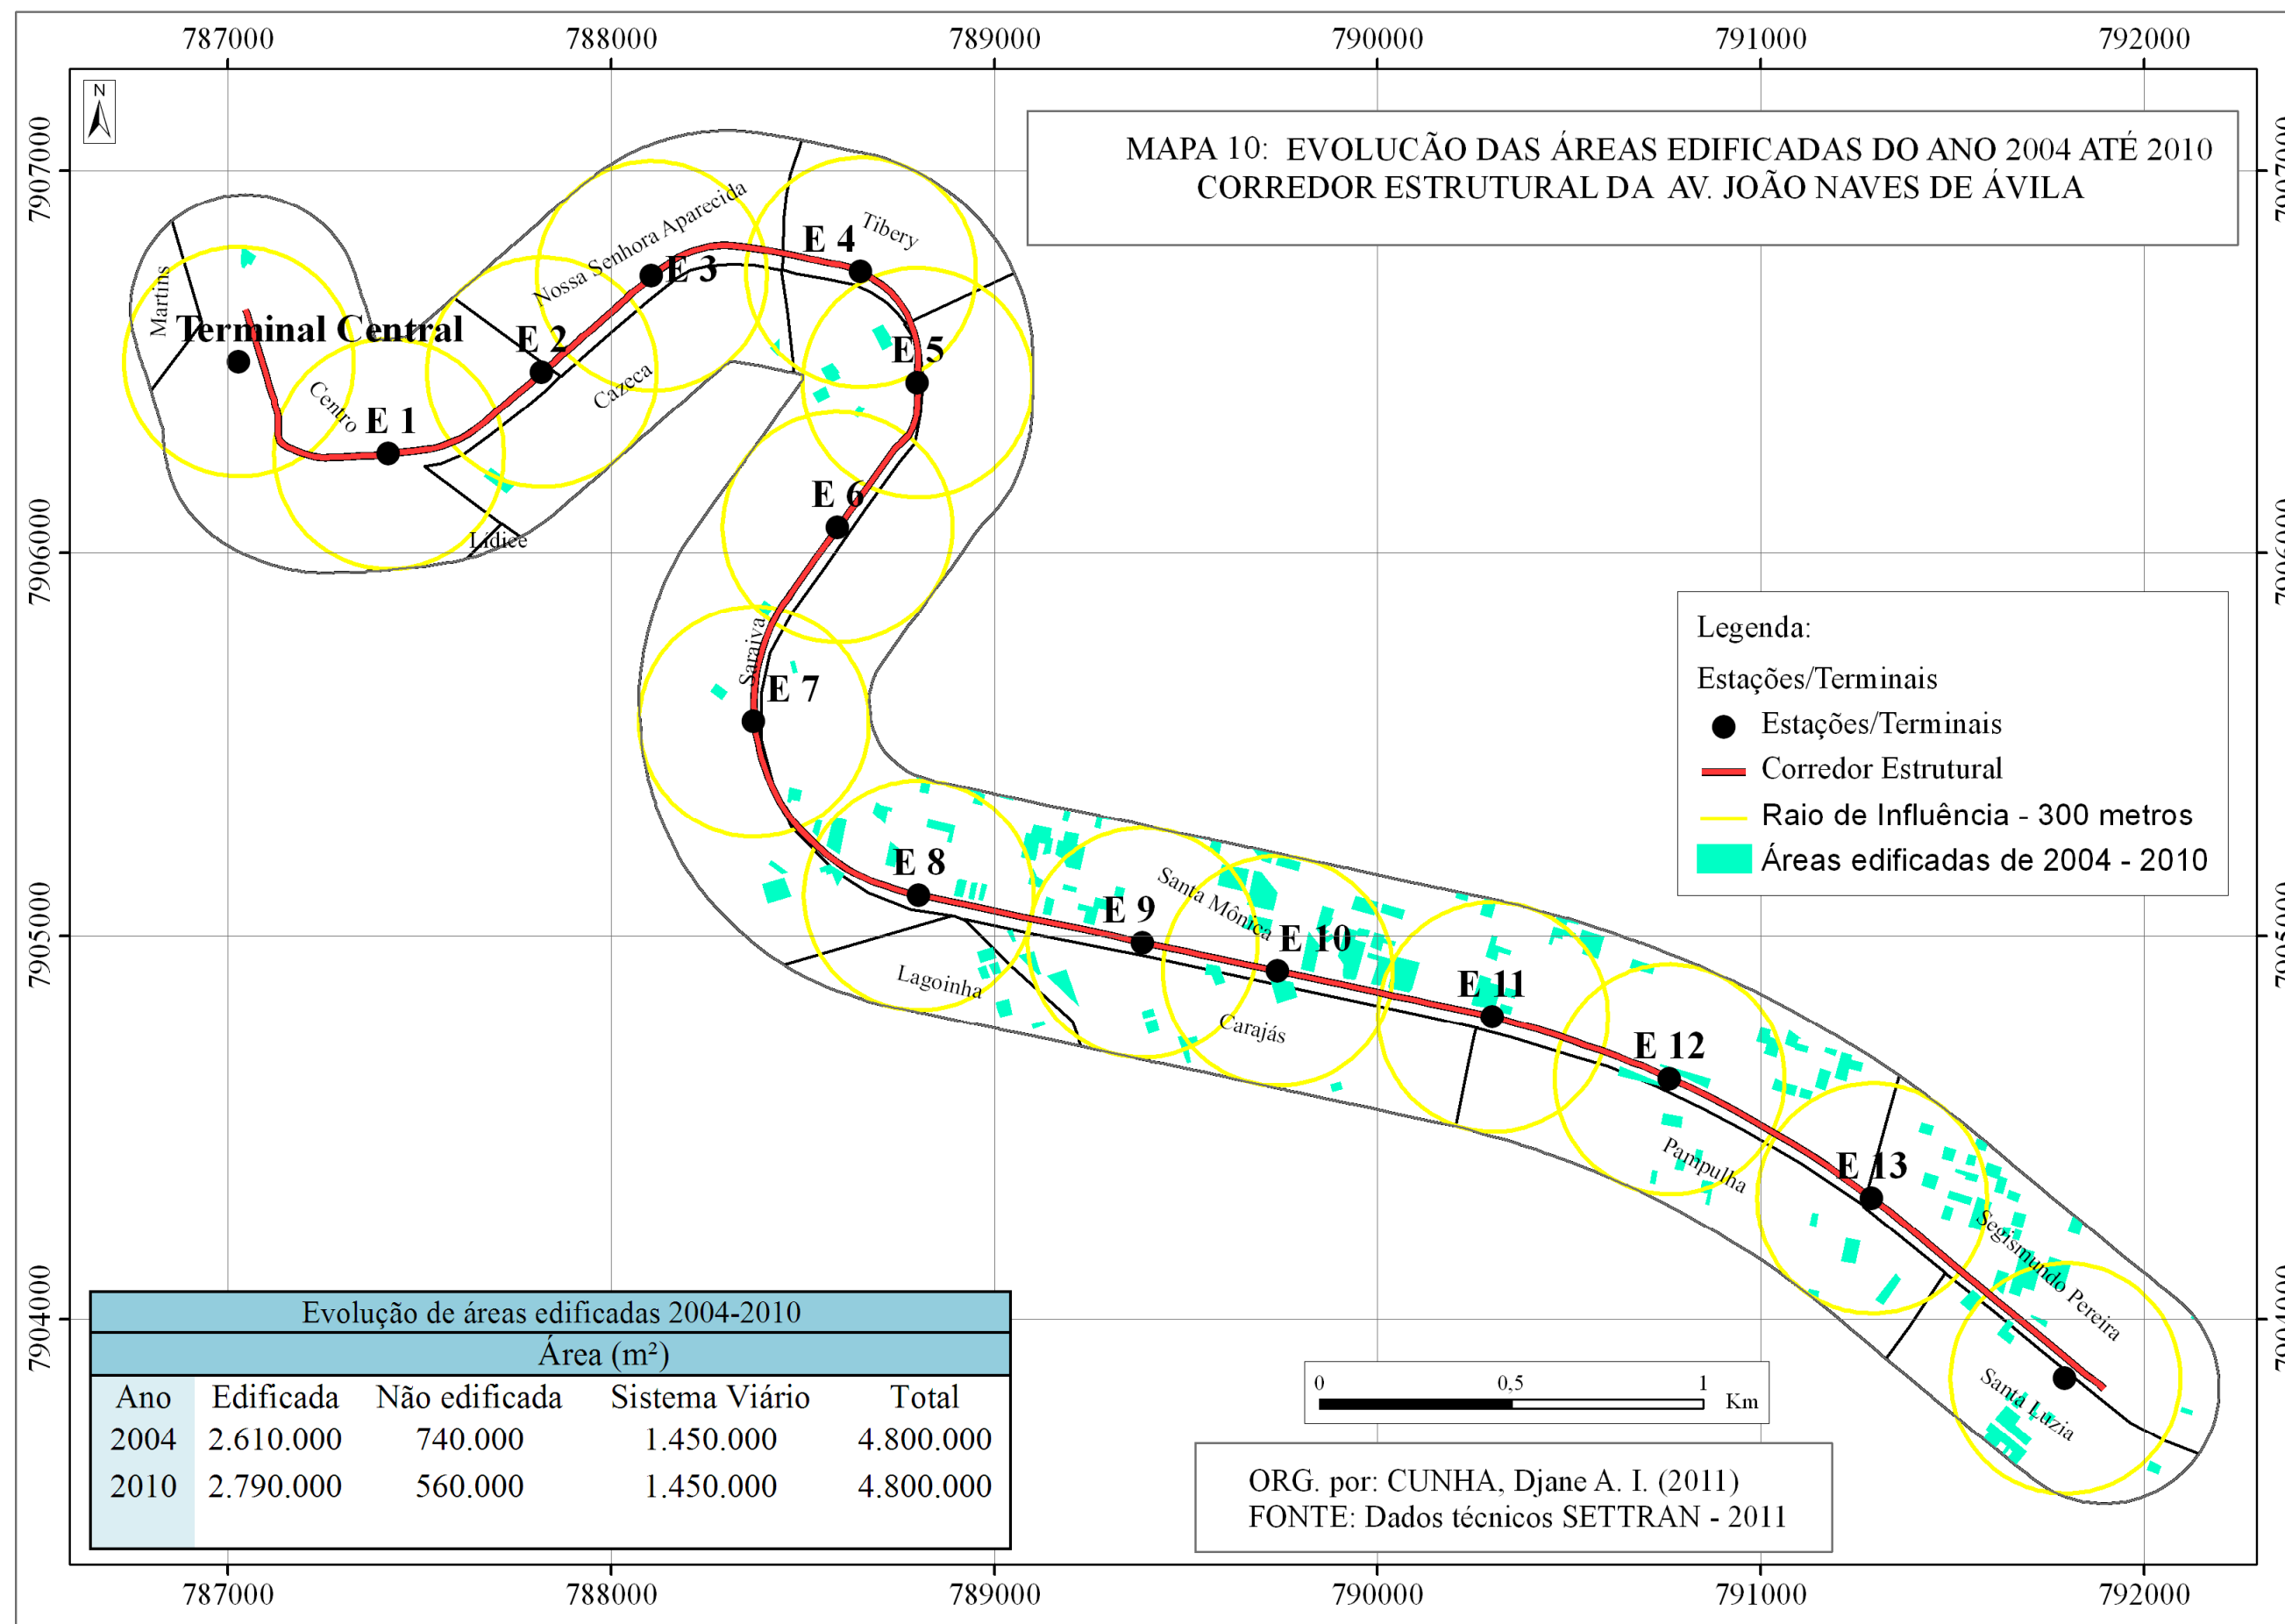 787000 788000 789000 790000 791000 792000
N
MAPA 10: EVOLUCÃO DAS ÁREAS EDIFICADAS DO ANO 2004 ATÉ 2010
CORREDOR ESTRUTURAL DA AV. JOÃO NAVES DE ÁVILA
7907000
7906000
7905000
7904000
7907000
7906000
7905000
7904000
Martins
Terminal Central
Centro
E 1
Lídice
E 2
Cazeca
Nossa Senhora Aparecida
E 3
E 4
Tibery
E 5
E 6
Saraiva
E 7
E 8
Lagoinha
E 9
Santa Mônica
E 10
Carajás
E 11
E 12
Pampulha
E 13
Segismundo Pereira
Santa Luzia
Legenda:
Estações/Terminais
Estações/Terminais
Corredor Estrutural
Raio de Influência - 300 metros
Áreas edificadas de 2004 - 2010
Evolução de áreas edificadas 2004-2010
Área (m²)
Ano Edificada Não edificada Sistema Viário Total
2004 2.610.000 740.000 1.450.000 4.800.000
2010 2.790.000 560.000 1.450.000 4.800.000
0 0,5 1
Km
ORG. por: CUNHA, Djane A. I. (2011)
FONTE: Dados técnicos SETTRAN - 2011
787000 788000 789000 790000 791000 792000